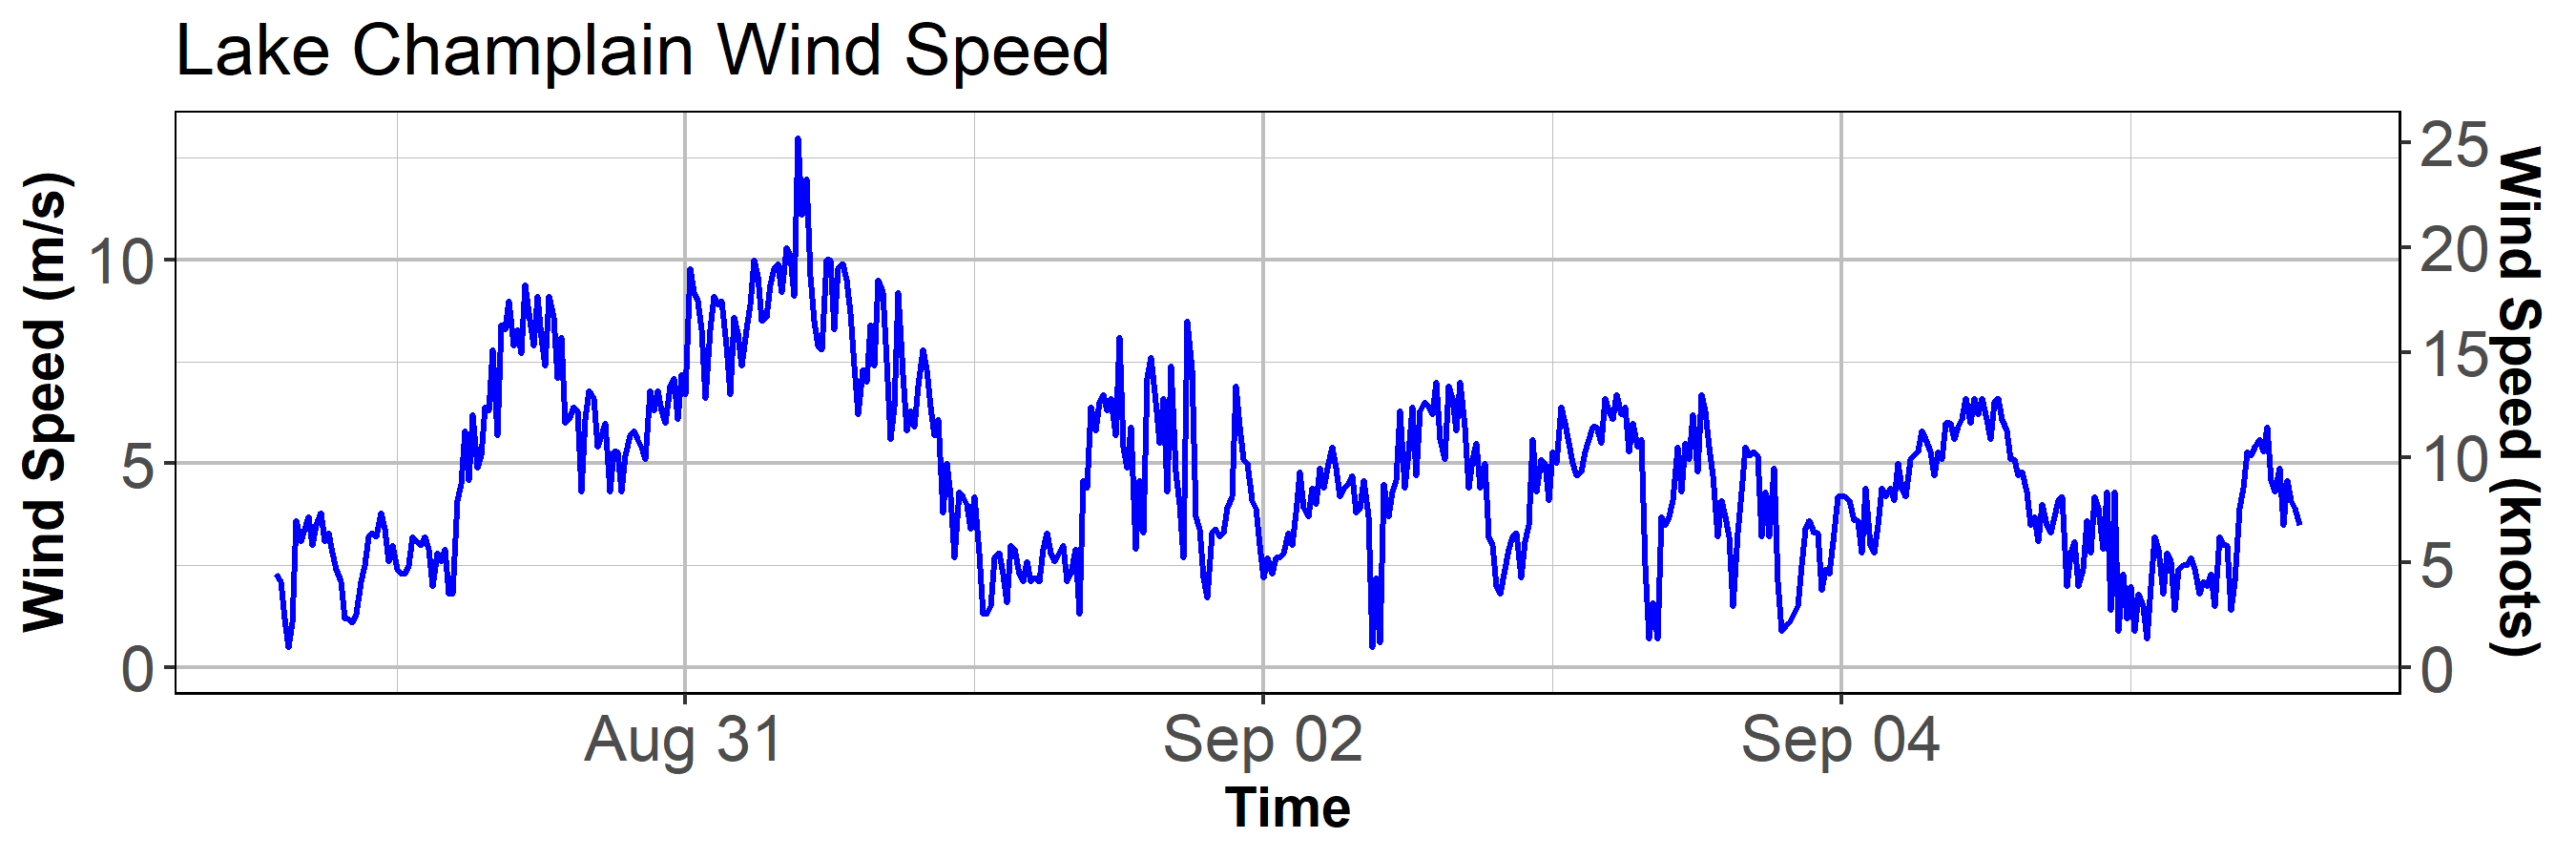 Lake Champlain Wind Speed
Wind Speed (m/s)
10
5
0
25
20
15
10
5
0
Wind Speed (knots)
Aug 31
Sep 02
Sep 04
Time